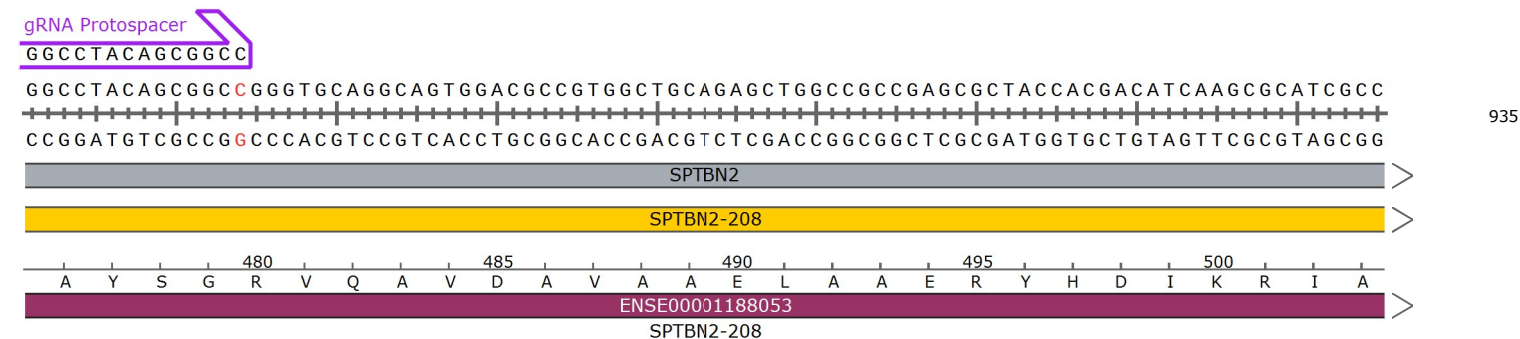 gRNA Protospacer
GGCCTACAGCGGCC
GGCCTACAGCGGCCGGGTGCAGGCAGTGGACGCCGTGGCTGCAGAGCTGGCCGCCGAGCGCTACCACGACATCAAGCGCATCGCC
935
CCGGATGTCGCCGGCCCACGTCCGTCACCTGCGGCACCGACGTCTCGACCGGCGGCTCGCGATGGTGCTGTAGTTCGCGTAGCGG
SPTBN2
SPTBN2-208
480 485 490 495 500
A Y S G R V Q A V D A V A A E L A A E R Y H D I K R I A
ENSE00001188053
SPTBN2-208